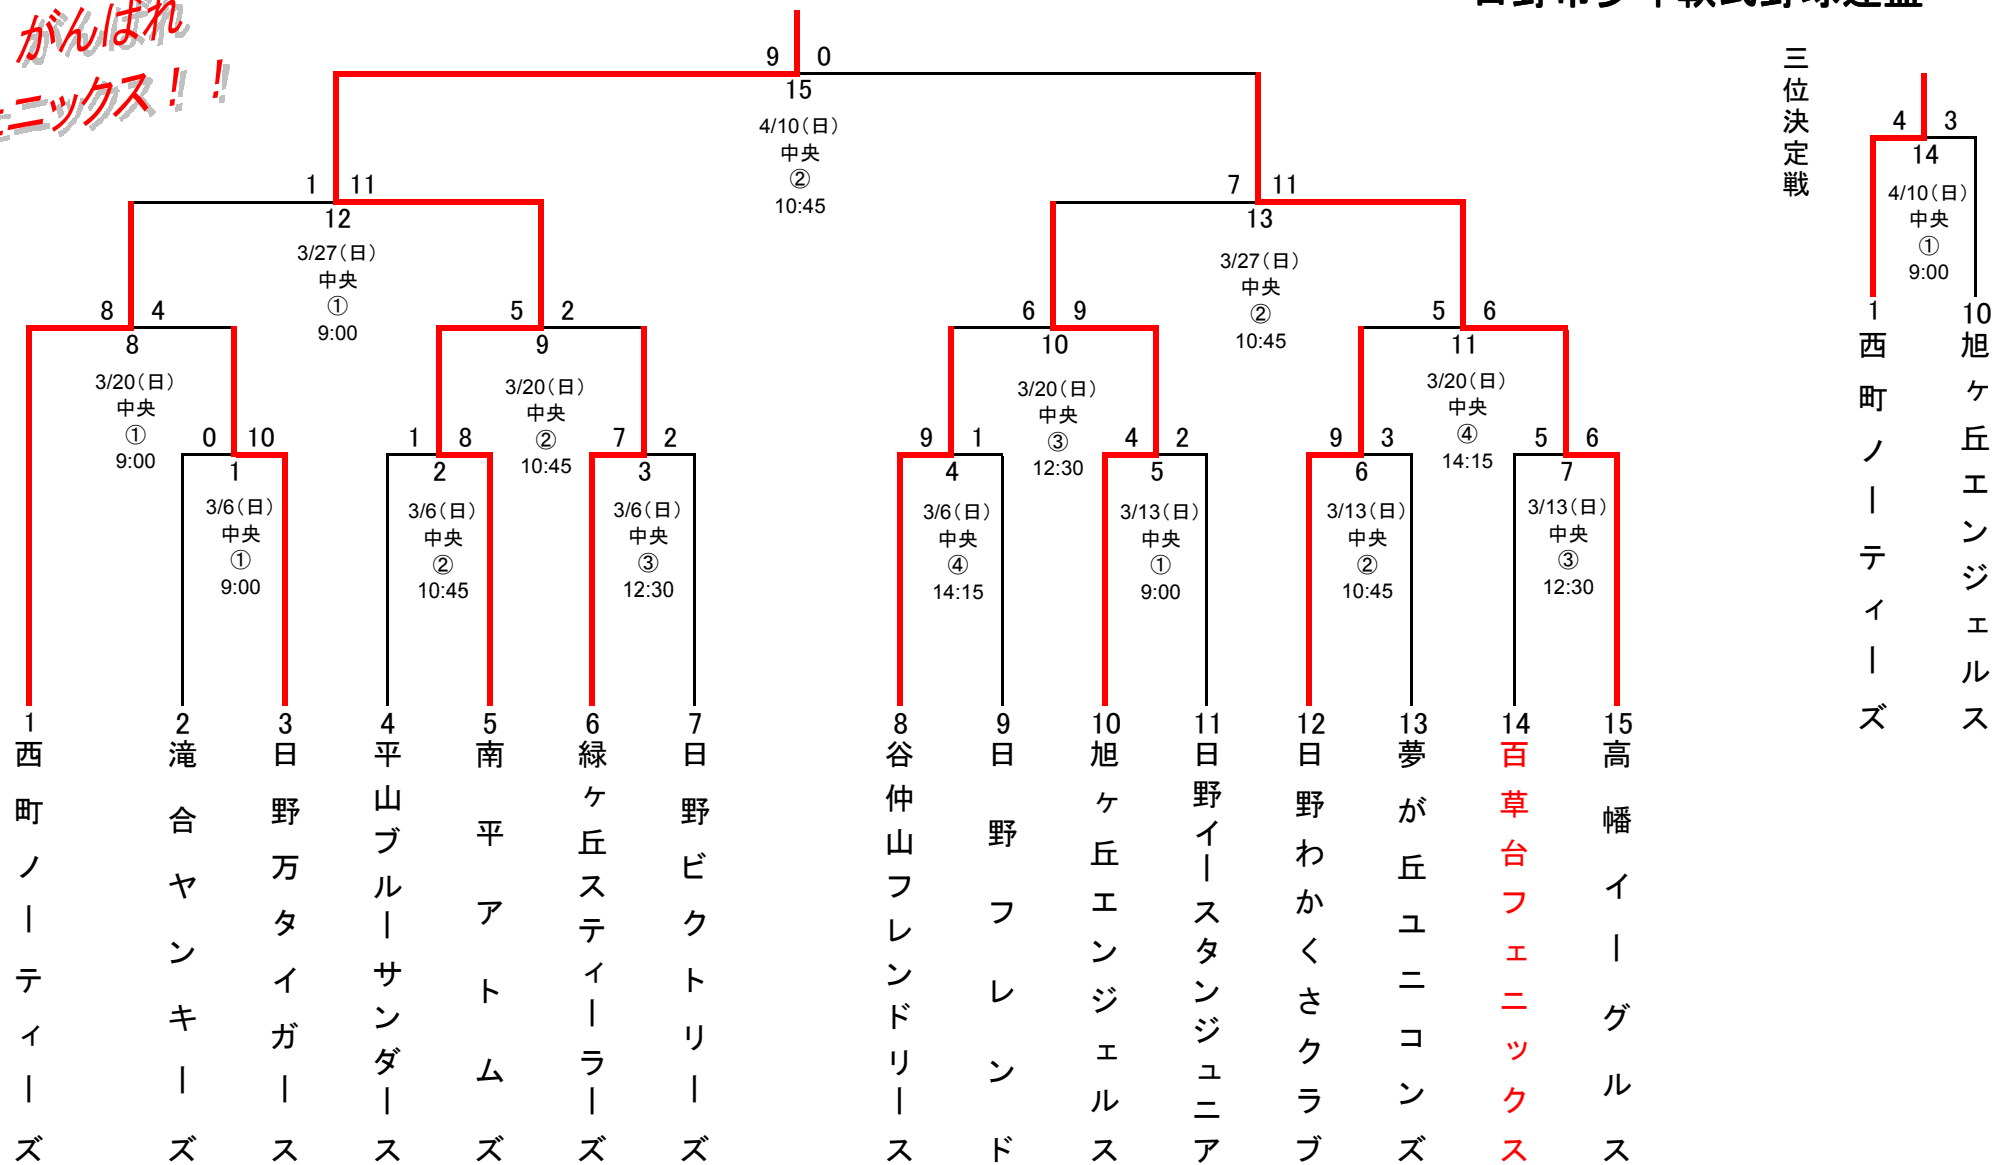 がんばれ
ェニックス！！
三位決定戦
9 0
15
4/10(日)
中央
②
10:45
4 3
14
4/10(日)
中央
①
9:00
1 西町ノーティーズ
10 旭ヶ丘エンジェルス
1 11
12
3/27(日)
中央
①
9:00
7 11
13
3/27(日)
中央
②
10:45
8 4
8
3/20(日)
中央
①
9:00
5 2
9
3/20(日)
中央
②
10:45
6 9
10
3/20(日)
中央
③
12:30
5 6
11
3/20(日)
中央
④
14:15
0 10
1
3/6(日)
中央
①
9:00
1 8
2
3/6(日)
中央
②
10:45
7 2
3
3/6(日)
中央
③
12:30
9 1
4
3/6(日)
中央
④
14:15
4 2
5
3/13(日)
中央
①
9:00
9 3
6
3/13(日)
中央
②
10:45
5 6
7
3/13(日)
中央
③
12:30
1 西町ノーティーズ
2 滝合ヤンキーズ
3 日野万タイガース
4 平山ブルーサンダース
5 南平アトムズ
6 緑ヶ丘スティーラーズ
7 日野ビクトリーズ
8 谷仲山フレンドリース
9 日野フレンド
10 旭ヶ丘エンジェルス
11 日野イースタンジュニア
12 日野わかくさクラブ
13 夢が丘ユニコンズ
14 百草台フェニックス
15 高幡イーグルス